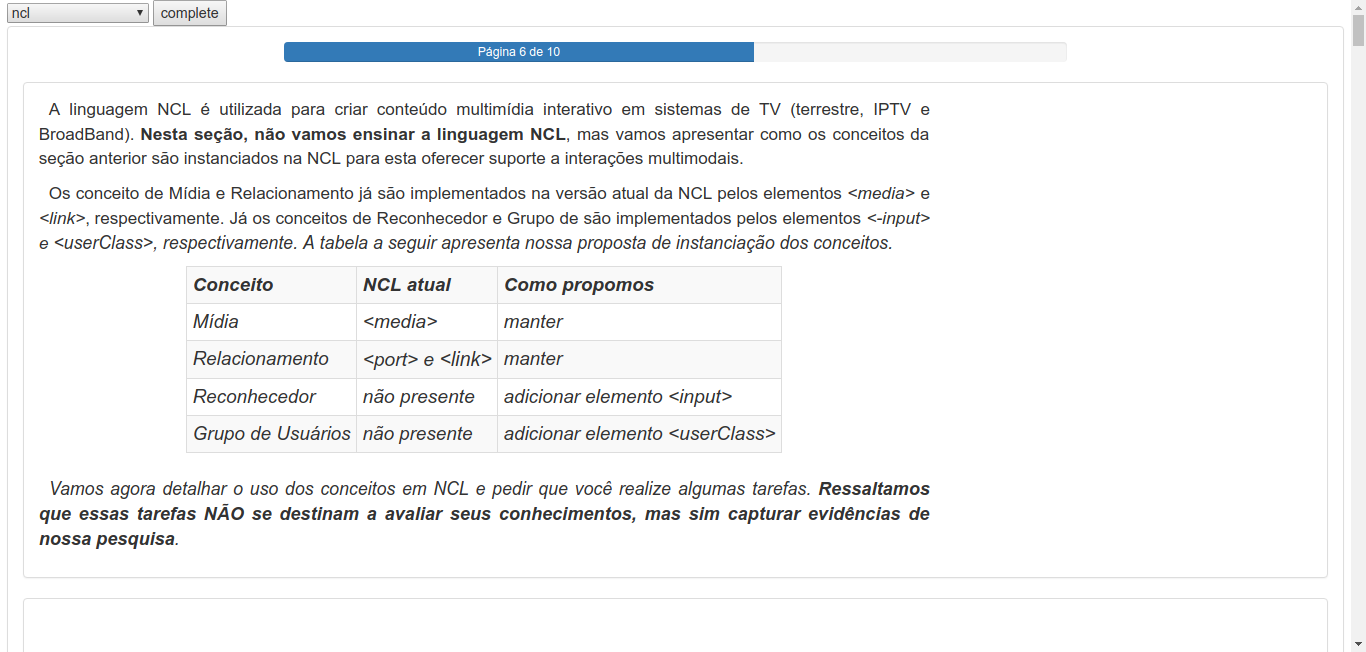 ncl complete
Página 6 de 10
A linguagem NCL é utilizada para criar conteúdo multimídia interativo em sistemas de TV (terrestre, IPTV e
BroadBand). Nesta seção, não vamos ensinar a linguagem NCL, mas vamos apresentar como os conceitos da
seção anterior são instanciados na NCL para esta oferecer suporte a interações multimodais.
Os conceito de Mídia e Relacionamento já são implementados na versão atual da NCL pelos elementos <media> e
<link>, respectivamente. Já os conceitos de Reconhecedor e Grupo de são implementados pelos elementos <-input>
e <userClass>, respectivamente. A tabela a seguir apresenta nossa proposta de instanciação dos conceitos.
Conceito NCL atual Como propomos
Mídia <media> manter
Relacionamento <port> e <link> manter
Reconhecedor não presente adicionar elemento <input>
Grupo de Usuários não presente adicionar elemento <userClass>
Vamos agora detalhar o uso dos conceitos em NCL e pedir que você realize algumas tarefas. Ressaltamos
que essas tarefas NÃO se destinam a avaliar seus conhecimentos, mas sim capturar evidências de
nossa pesquisa.